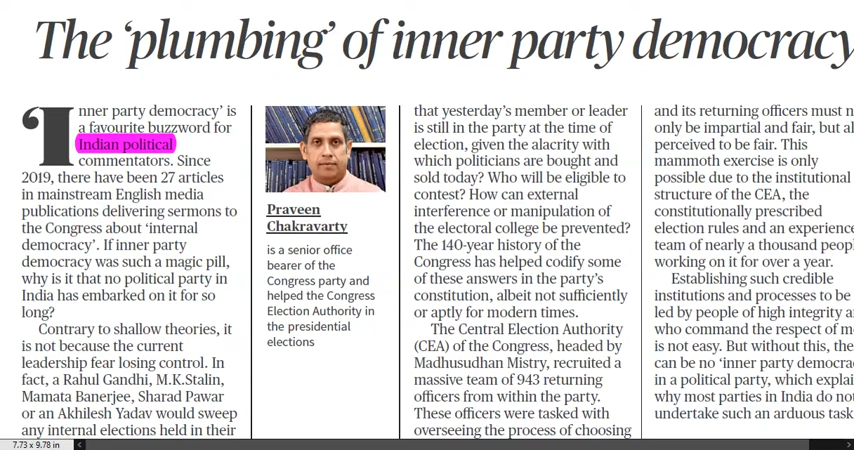 The ‘plumbing’ of inner party democracy
‘Inner party democracy’ is
a favourite buzzword for
Indian political
commentators. Since
2019, there have been 27 articles
in mainstream English media
publications delivering sermons to
the Congress about ‘internal
democracy’. If inner party
democracy was such a magic pill,
why is it that no political party in
India has embarked on it for so
long?
Contrary to shallow theories, it
is not because the current
leadership fear losing control. In
fact, a Rahul Gandhi, M.K.Stalin,
Mamata Banerjee, Sharad Pawar
or an Akhilesh Yadav would sweep
any internal elections held in their
Praveen
Chakravarty
is a senior office
bearer of the
Congress party and
helped the Congress
Election Authority in
the presidential
elections
that yesterday’s member or leader
is still in the party at the time of
election, given the alacrity with
which politicians are bought and
sold today? Who will be eligible to
contest? How can external
interference or manipulation of
the electoral college be prevented?
The 140-year history of the
Congress has helped codify some
of these answers in the party’s
constitution, albeit not sufficiently
or aptly for modern times.
The Central Election Authority
(CEA) of the Congress, headed by
Madhusudhan Mistry, recruited a
massive team of 943 returning
officers from within the party.
These officers were tasked with
overseeing the process of choosing
and its returning officers must
only be impartial and fair, but
perceived to be fair. This
mammoth exercise is only
possible due to the institutional
structure of the CEA, the
constitutionally prescribed
election rules and an
team of nearly a thousand
working on it for over a year.
Establishing such credible
institutions and processes to be
led by people of high integrity
who command the respect of
is not easy. But without this,
can be no ‘inner party
in a political party, which
why most parties in India do
undertake such an arduous task
7.73 x 9.78 in